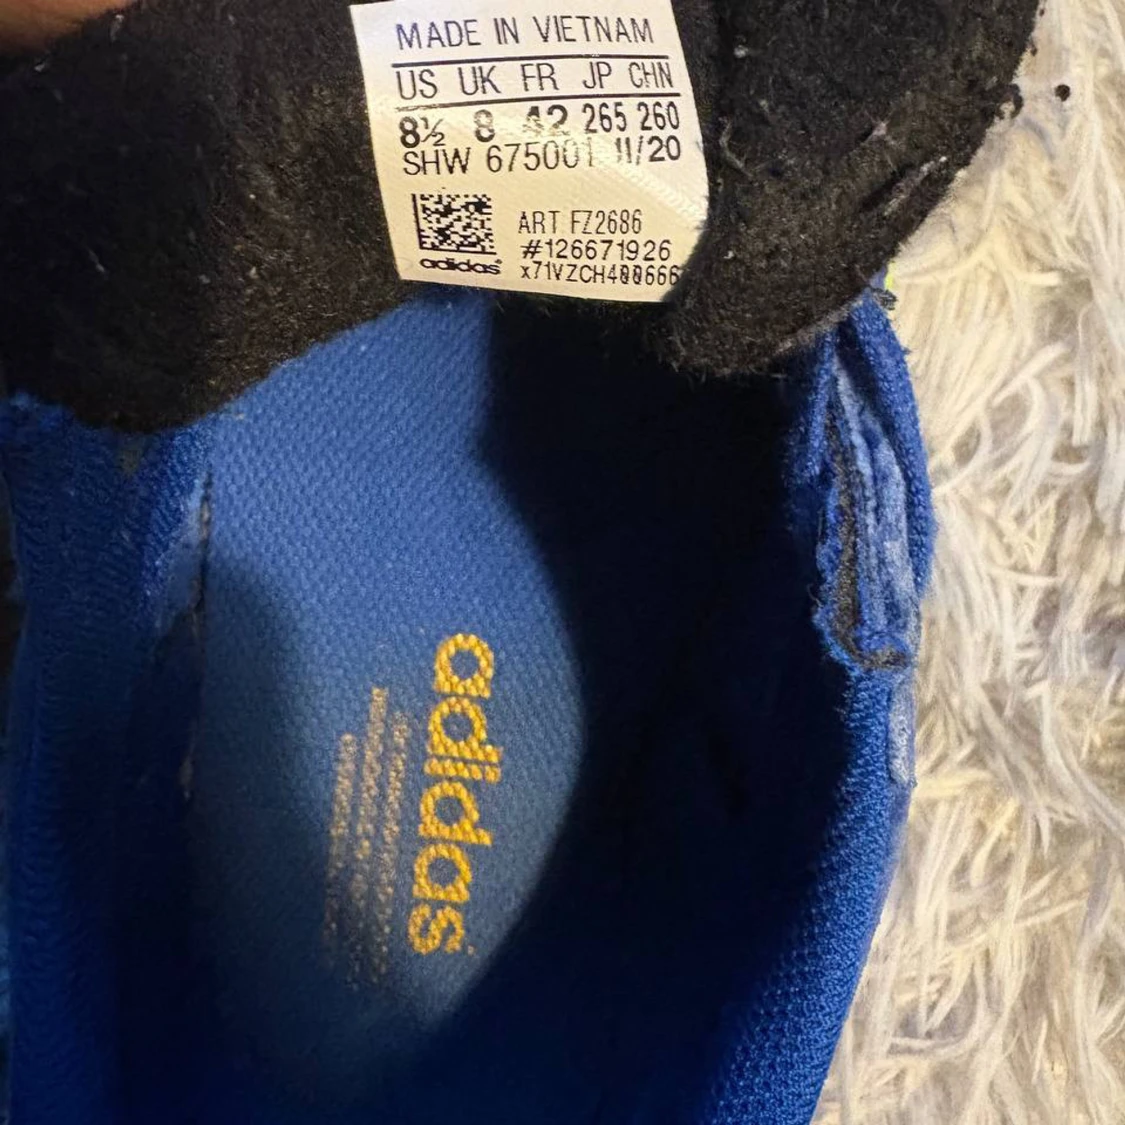 MADE IN VIETNAM
US UK FR JP CHN
8½ 8 42 265 260
SHW 675001 11/20
ART FZ2686
#126671926
adidas
adidas